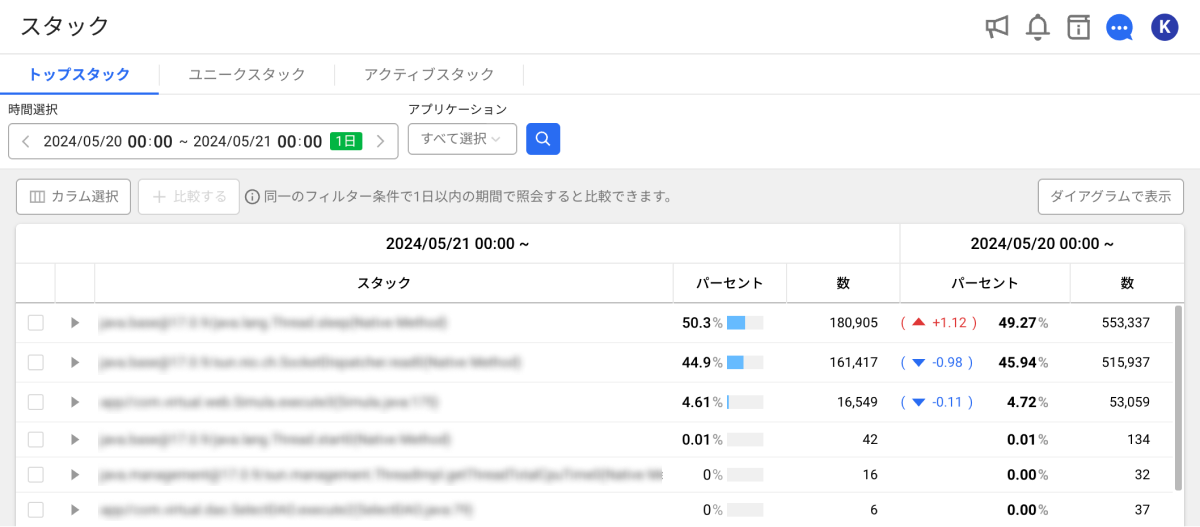 スタック
K
トップスタック ユニークスタック アクティブスタック
時間選択 アプリケーション
2024/05/20 00:00 ~ 2024/05/21 00:00 1日 すべて選択
カラム選択 + 比較する 同一のフィルター条件で1日以内の期間で照会すると比較できます。 ダイアグラムで表示
2024/05/21 00:00 ~ 2024/05/20 00:00 ~
スタック パーセント 数 パーセント 数
50.3% 180,905 ( ▲ +1.12 ) 49.27% 553,337
44.9% 161,417 ( ▼ -0.98 ) 45.94% 515,937
4.61% 16,549 ( ▼ -0.11 ) 4.72% 53,059
0.01% 42 0.01% 134
0% 16 0.00% 32
0% 6 0.00% 37